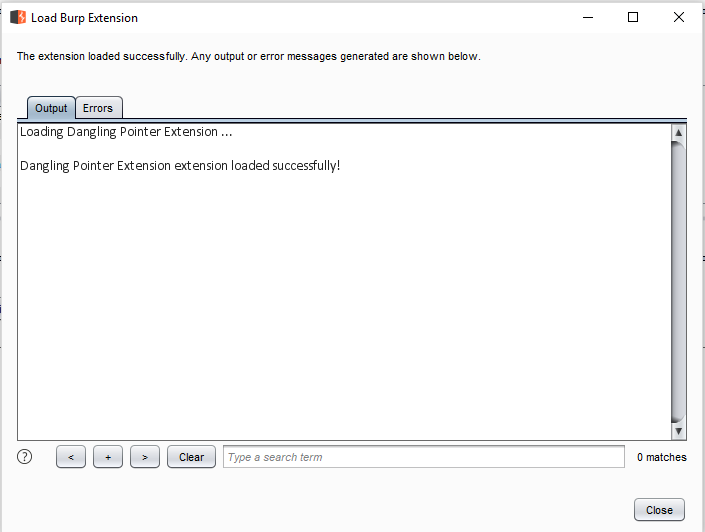 Load Burp Extension
The extension loaded successfully. Any output or error messages generated are shown below.
Output Errors
Loading Dangling Pointer Extension ...
Dangling Pointer Extension extension loaded successfully!
? < + > Clear Type a search term 0 matches
Close